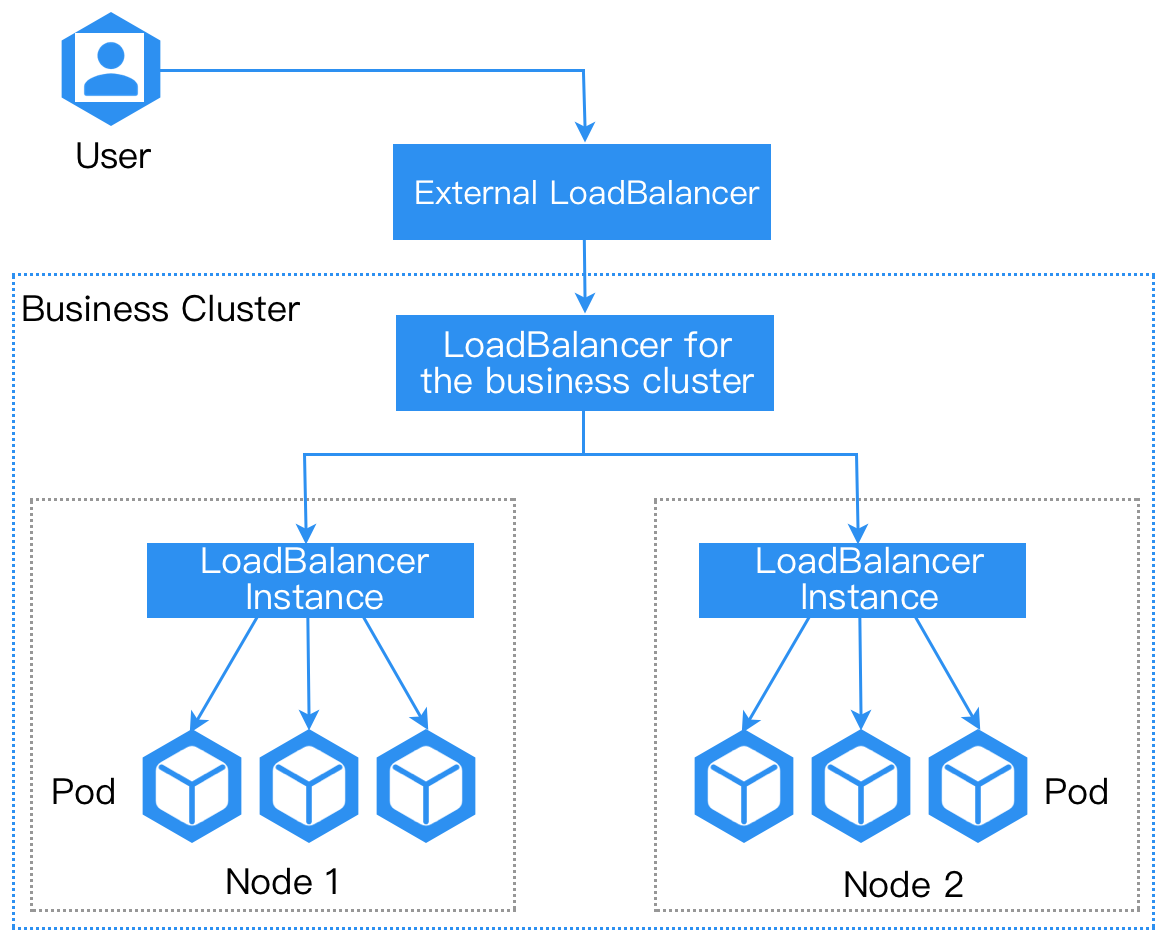 User
External LoadBalancer
Business Cluster
LoadBalancer for
the business cluster
LoadBalancer
Instance
LoadBalancer
Instance
Pod
Pod
Node 1
Node 2